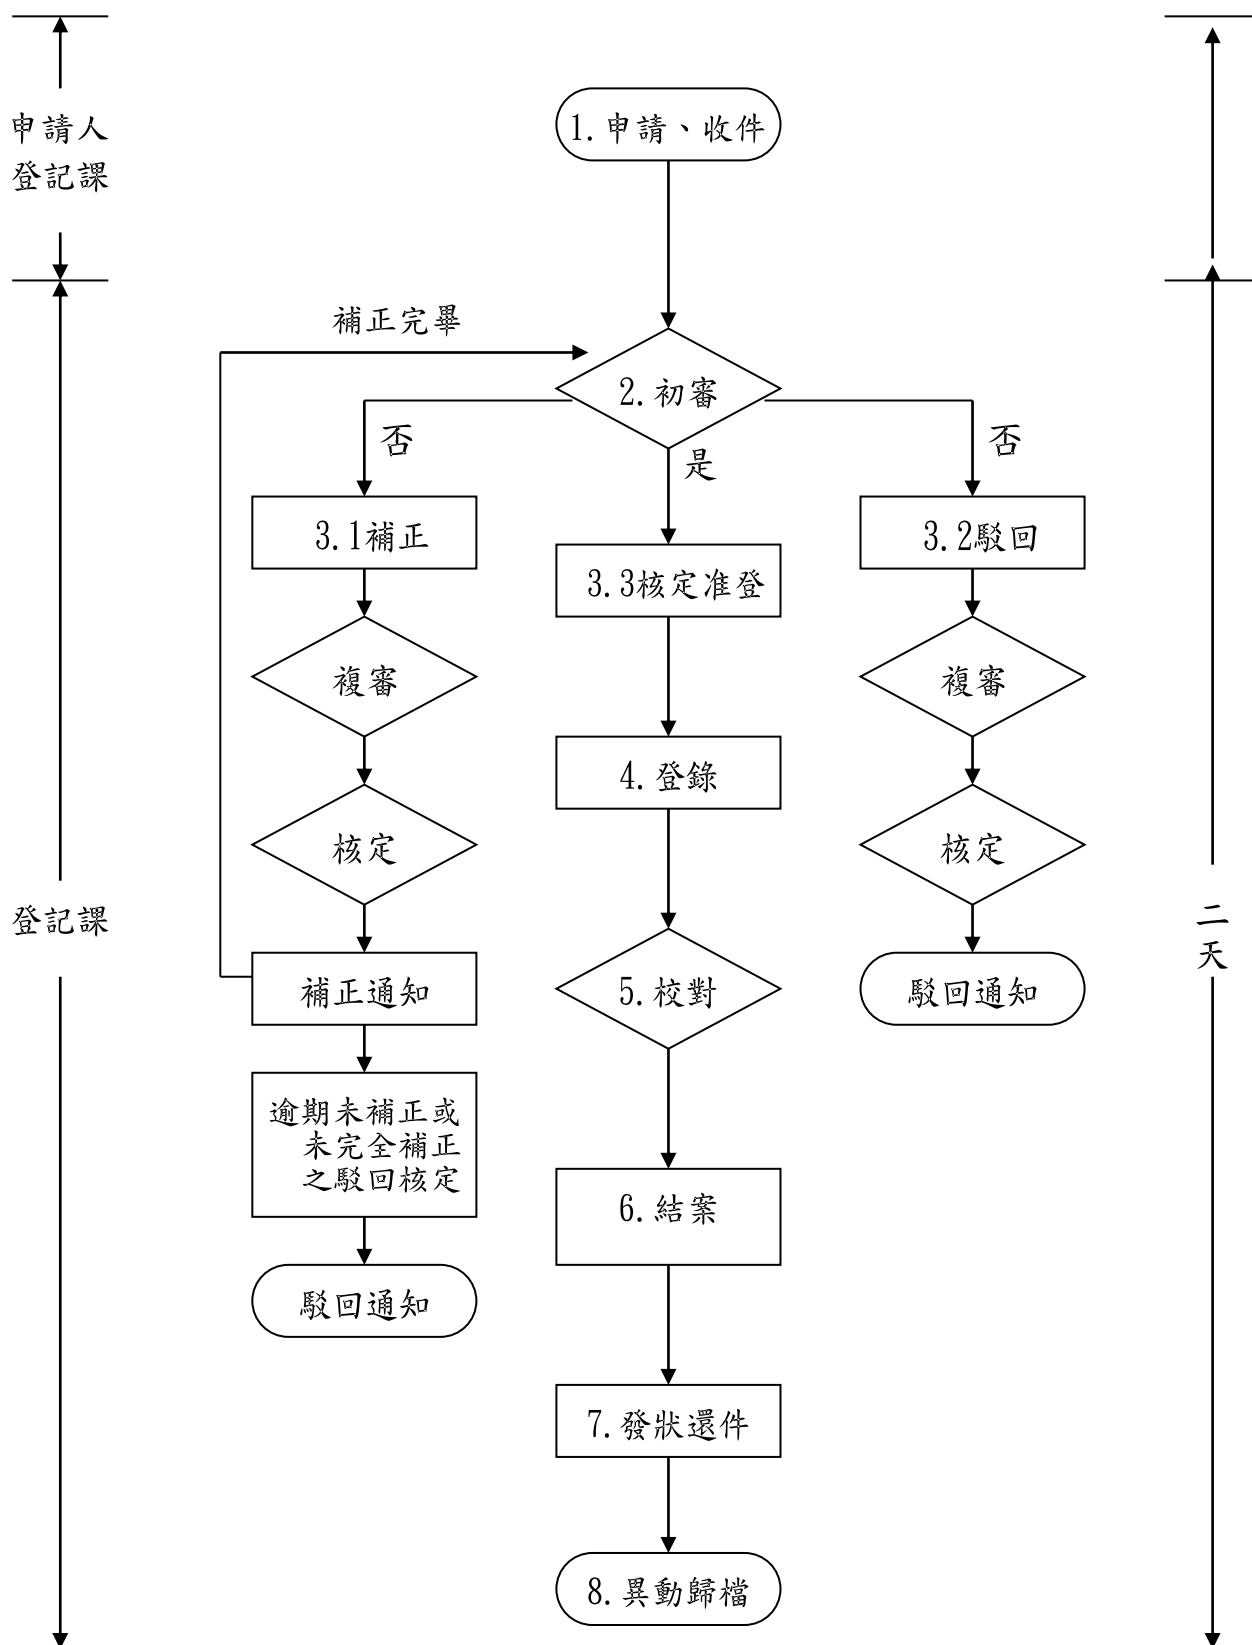 申請人
登記課
1.申請、收件
補正完畢
2.初審
否
是
否
3.1補正
3.3核定准登
3.2駁回
複審
複審
4.登錄
核定
核定
登記課
二
天
補正通知
5.校對
駁回通知
逾期未補正或
未完全補正
之駁回核定
6.結案
駁回通知
7.發狀還件
8.異動歸檔